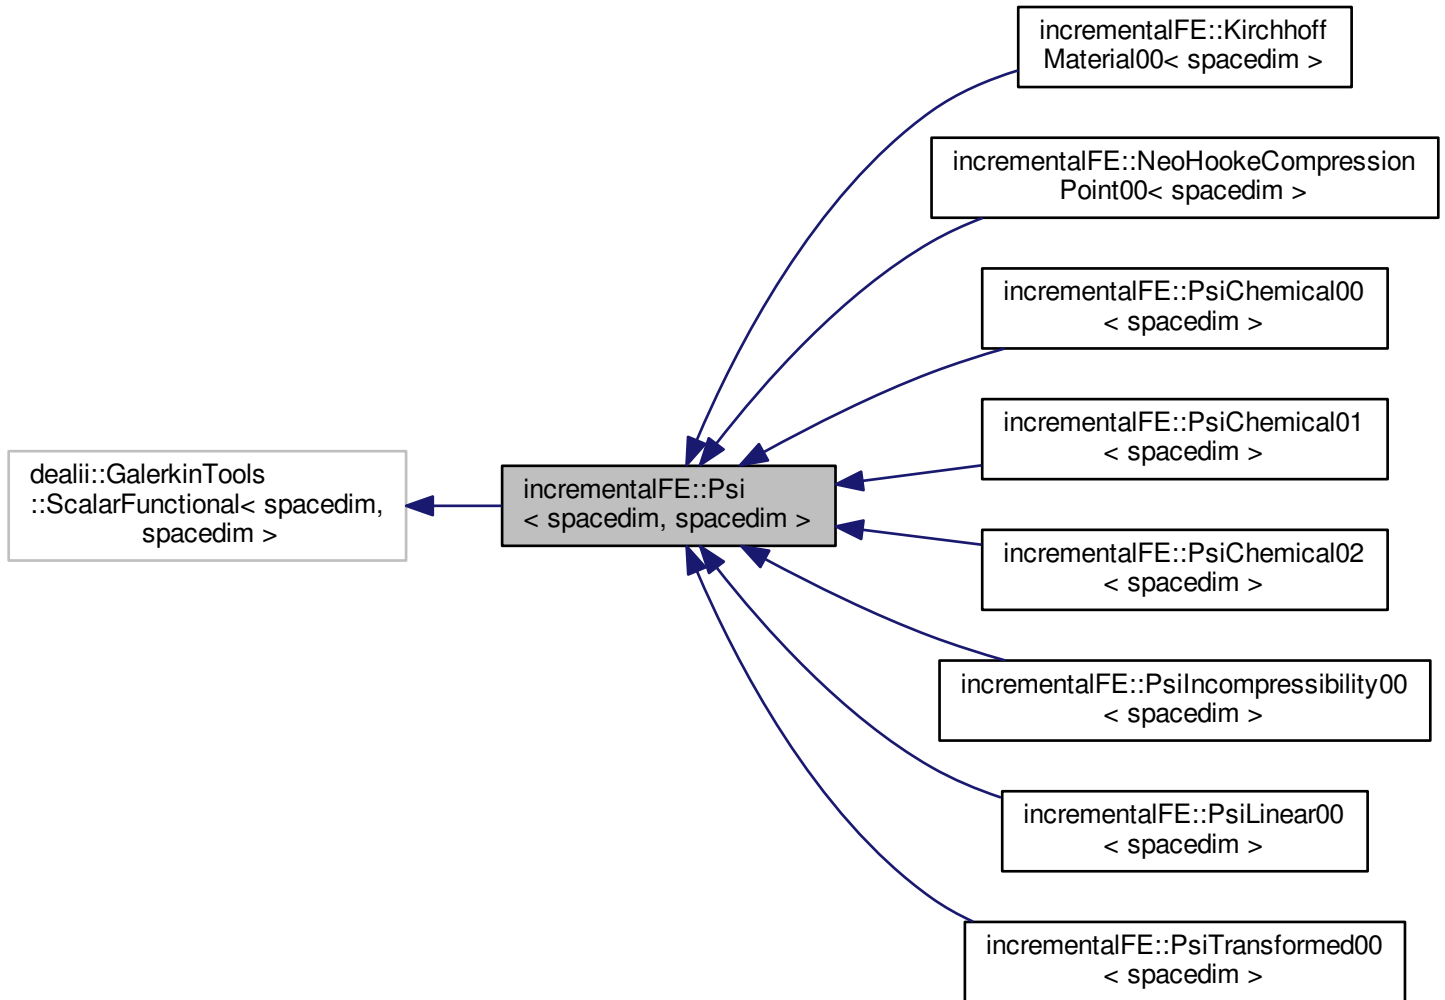 incrementalFE::Kirchhoff
Material00< spacedim >
incrementalFE::NeoHookeCompression
Point00< spacedim >
incrementalFE::PsiChemical00
< spacedim >
incrementalFE::PsiChemical01
< spacedim >
dealii::GalerkinTools
::ScalarFunctional< spacedim,
spacedim >
incrementalFE::Psi
< spacedim, spacedim >
incrementalFE::PsiChemical02
< spacedim >
incrementalFE::PsiIncompressibility00
< spacedim >
incrementalFE::PsiLinear00
< spacedim >
incrementalFE::PsiTransformed00
< spacedim >